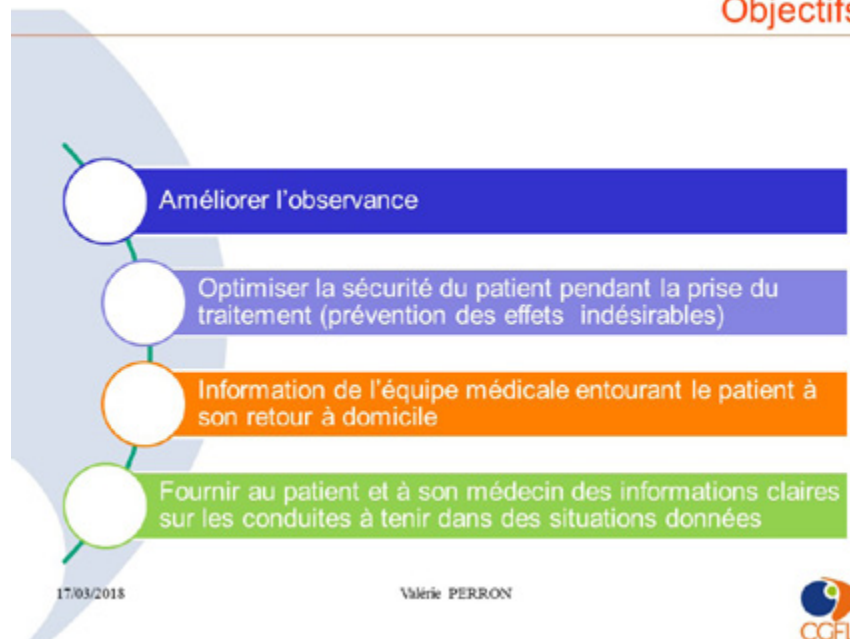 Objectifs
Améliorer l'observance
Optimiser la sécurité du patient pendant la prise du
traitement (prévention des effets indésirables)
Information de l'équipe médicale entourant le patient à
son retour à domicile
Fournir au patient et à son médecin des informations claires
sur les conduites à tenir dans des situations données
17/03/2018
Valérie PERRON